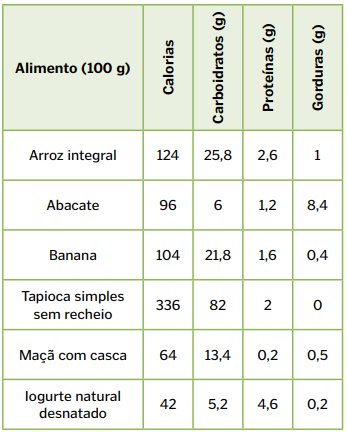 Alimento (100 g) Calorias Carboidratos (g) Proteínas (g) Gorduras (g)
Arroz integral 124 25,8 2,6 1
Abacate 96 6 1,2 8,4
Banana 104 21,8 1,6 0,4
Tapioca simples
sem recheio 336 82 2 0
Maçã com casca 64 13,4 0,2 0,5
Iogurte natural
desnatado 42 5,2 4,6 0,2